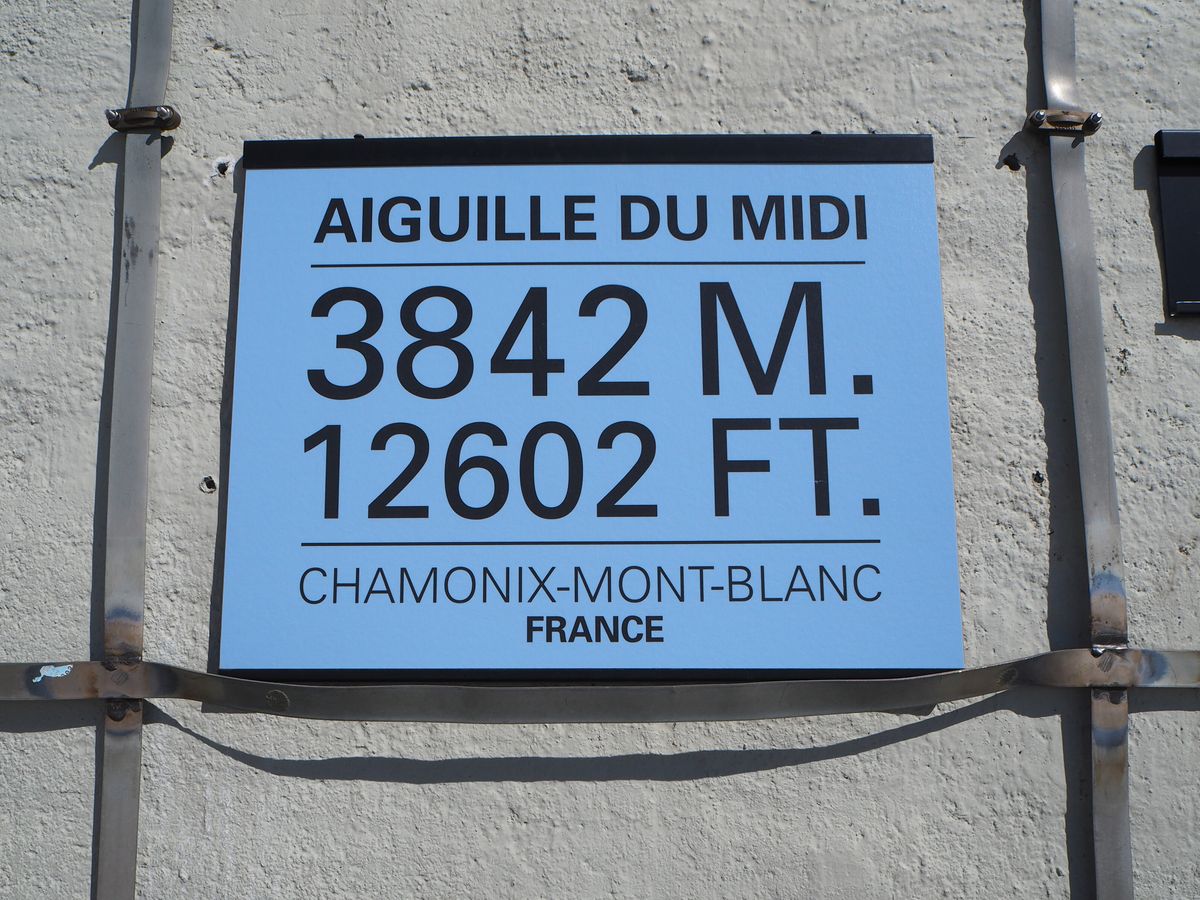 AIGUILLE DU MIDI
3842 M.
12602 FT.
CHAMONIX-MONT-BLANC
FRANCE